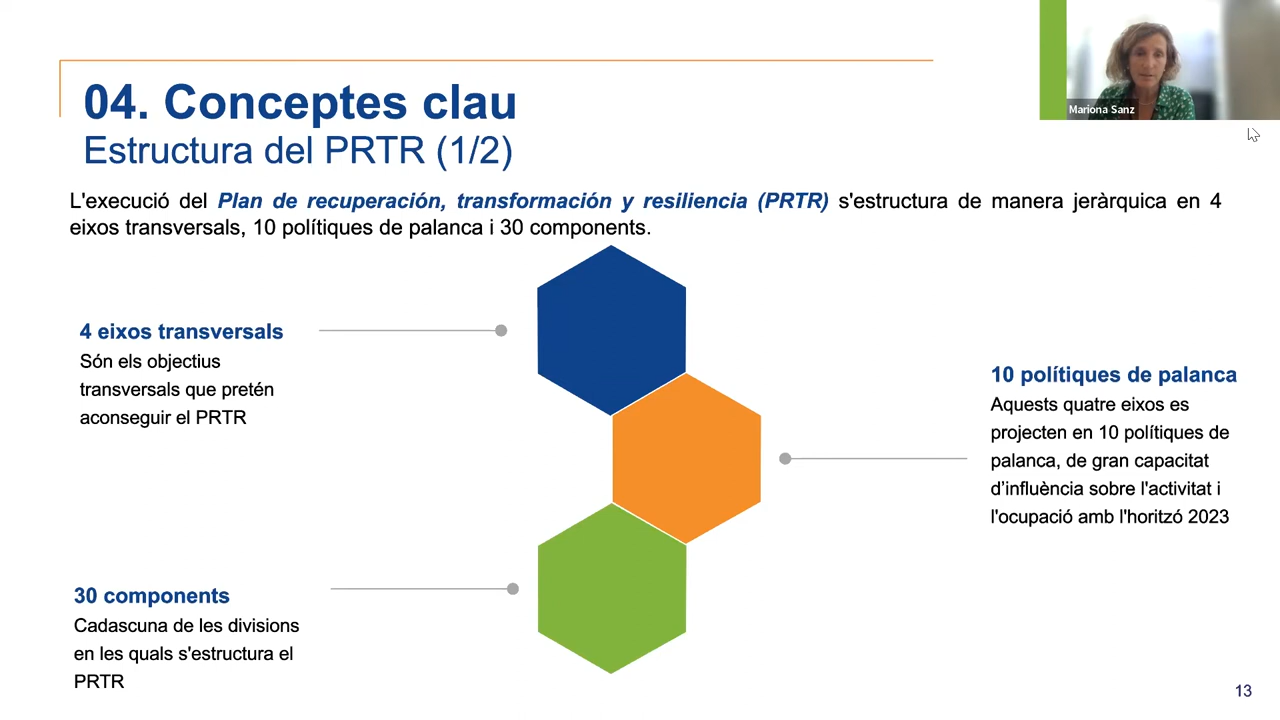 04. Conceptes clau
Estructura del PRTR (1/2)
Mariona Sanz
L'execució del Plan de recuperación, transformación y resiliencia (PRTR) s'estructura de manera jeràrquica en 4
eixos transversals, 10 polítiques de palanca i 30 components.
4 eixos transversals
Són els objectius
transversals que pretén
aconseguir el PRTR
10 polítiques de palanca
Aquests quatre eixos es
projecten en 10 polítiques de
palanca, de gran capacitat
d’influència sobre l'activitat i
l'ocupació amb l'horitzó 2023
30 components
Cadascuna de les divisions
en les quals s'estructura el
PRTR
13